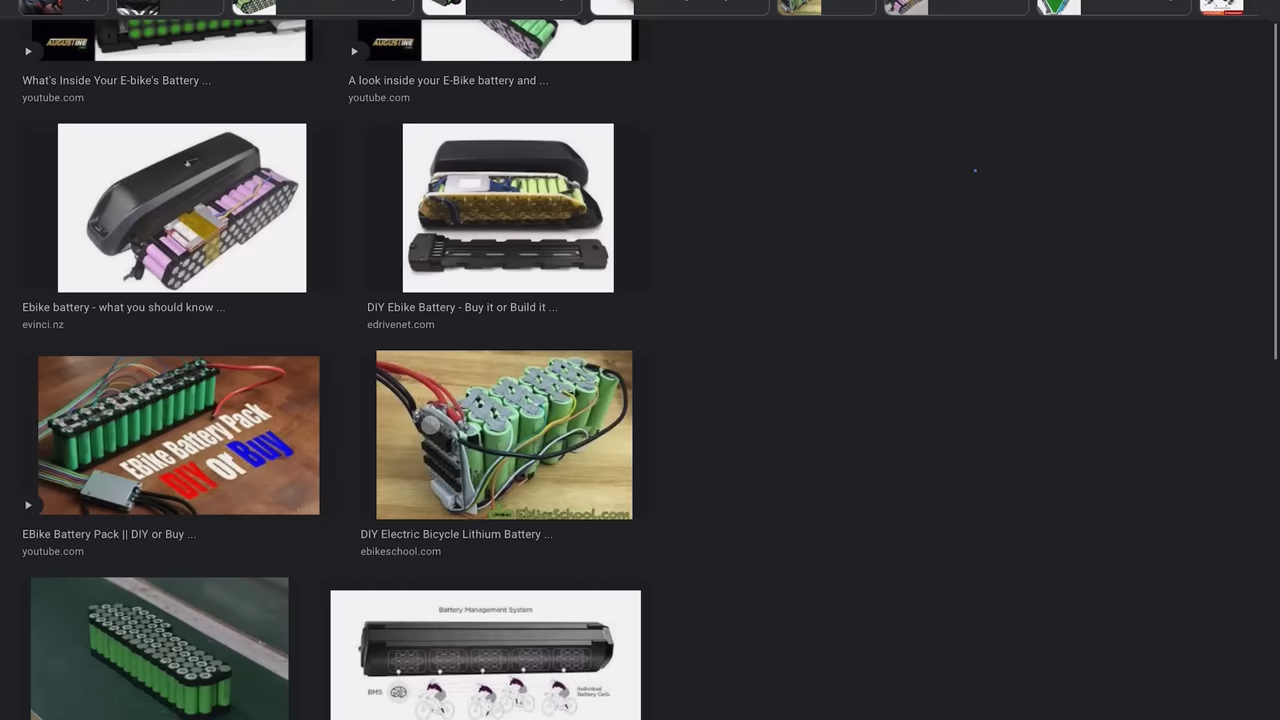 AUGUSTINE
AUGUSTINE
What's Inside Your E-bike's Battery ...
A look inside your E-Bike battery and ...
youtube.com
youtube.com
Ebike battery - what you should know ...
DIY Ebike Battery - Buy it or Build it ...
evinci.nz
edrivenet.com
EBike Battery Pack
DIY or Buy
EbikeSchool.com
EBike Battery Pack || DIY or Buy ...
DIY Electric Bicycle Lithium Battery ...
youtube.com
ebikeschool.com
Battery Management System
BMS
Individual
Battery Cells